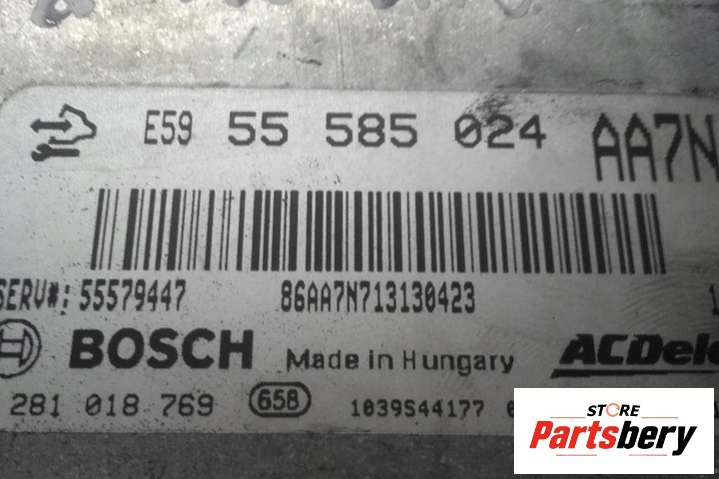 E59 55 585 024 AA7N
SERV#: 55579447 86AA7N713130423 1
BOSCH Made in Hungary ACDel
281 018 769 658 1039S44177
STORE
Partsbery